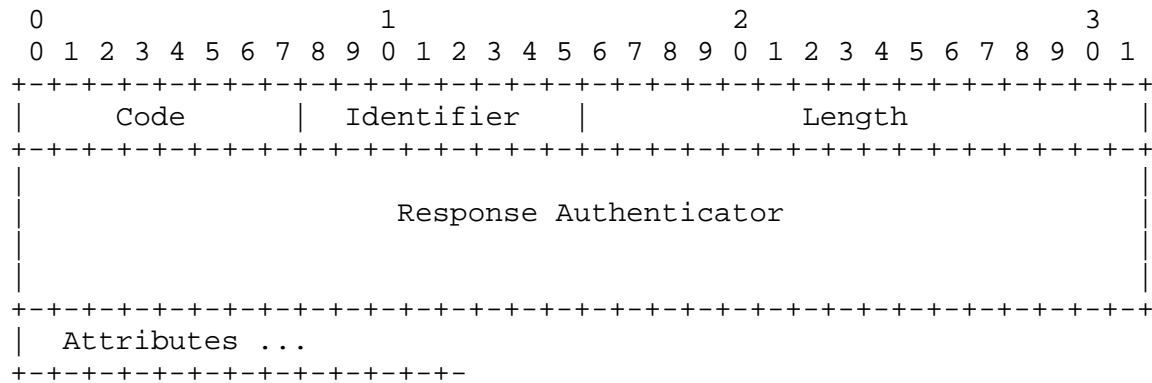 0                   1                   2                   3
 0 1 2 3 4 5 6 7 8 9 0 1 2 3 4 5 6 7 8 9 0 1 2 3 4 5 6 7 8 9 0 1
+-+-+-+-+-+-+-+-+-+-+-+-+-+-+-+-+-+-+-+-+-+-+-+-+-+-+-+-+-+-+-+-+
|     Code      |  Identifier   |            Length             |
+-+-+-+-+-+-+-+-+-+-+-+-+-+-+-+-+-+-+-+-+-+-+-+-+-+-+-+-+-+-+-+-+
|                                                               |
|                     Response Authenticator                    |
|                                                               |
|                                                               |
+-+-+-+-+-+-+-+-+-+-+-+-+-+-+-+-+-+-+-+-+-+-+-+-+-+-+-+-+-+-+-+-+
|  Attributes ...
+-+-+-+-+-+-+-+-+-+-+-+-+-